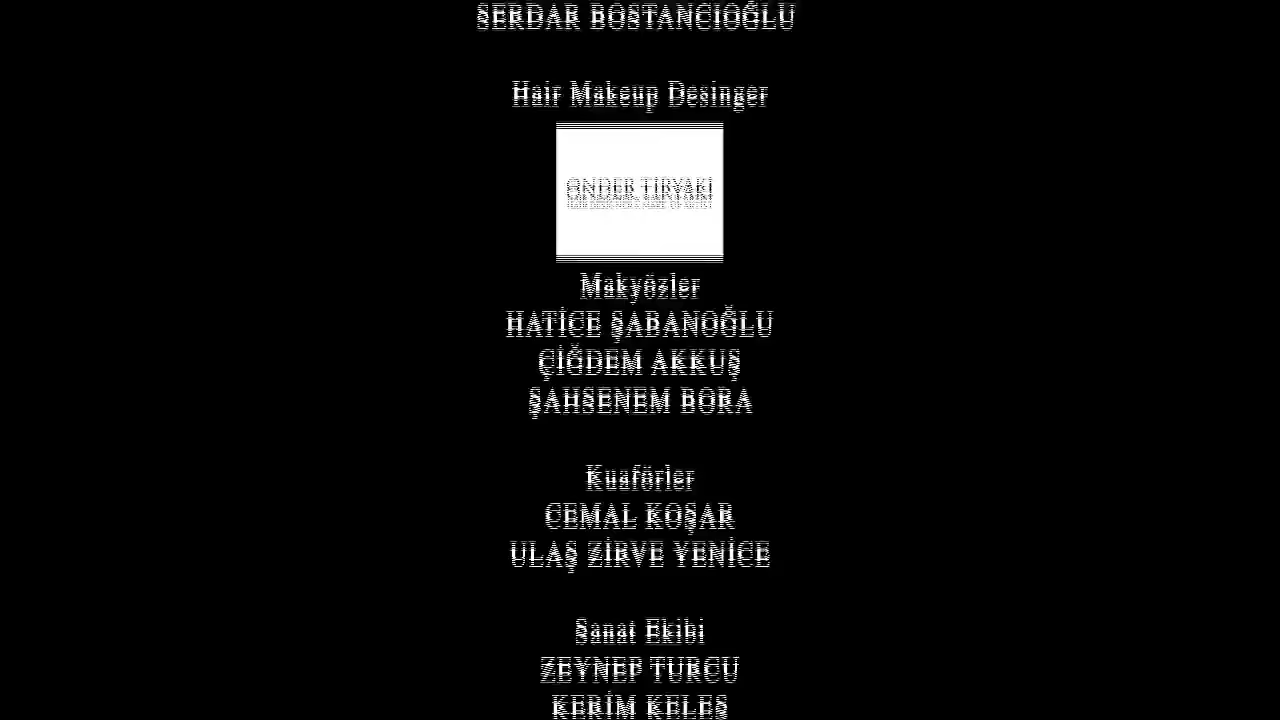 SERDAR BOSTANCIOĞLU
Hair Makeup Desinger
ÖNDER TİRYAKİ
Makyözler
HATİCE ŞABANOĞLU
ÇİĞDEM AKKUŞ
ŞAHSENEM BORA
Kuaförler
CEMAL KOŞAR
ULAŞ ZİRVE YENİCE
Sanat Ekibi
ZEYNEP TURCU
KERİM KELEŞ